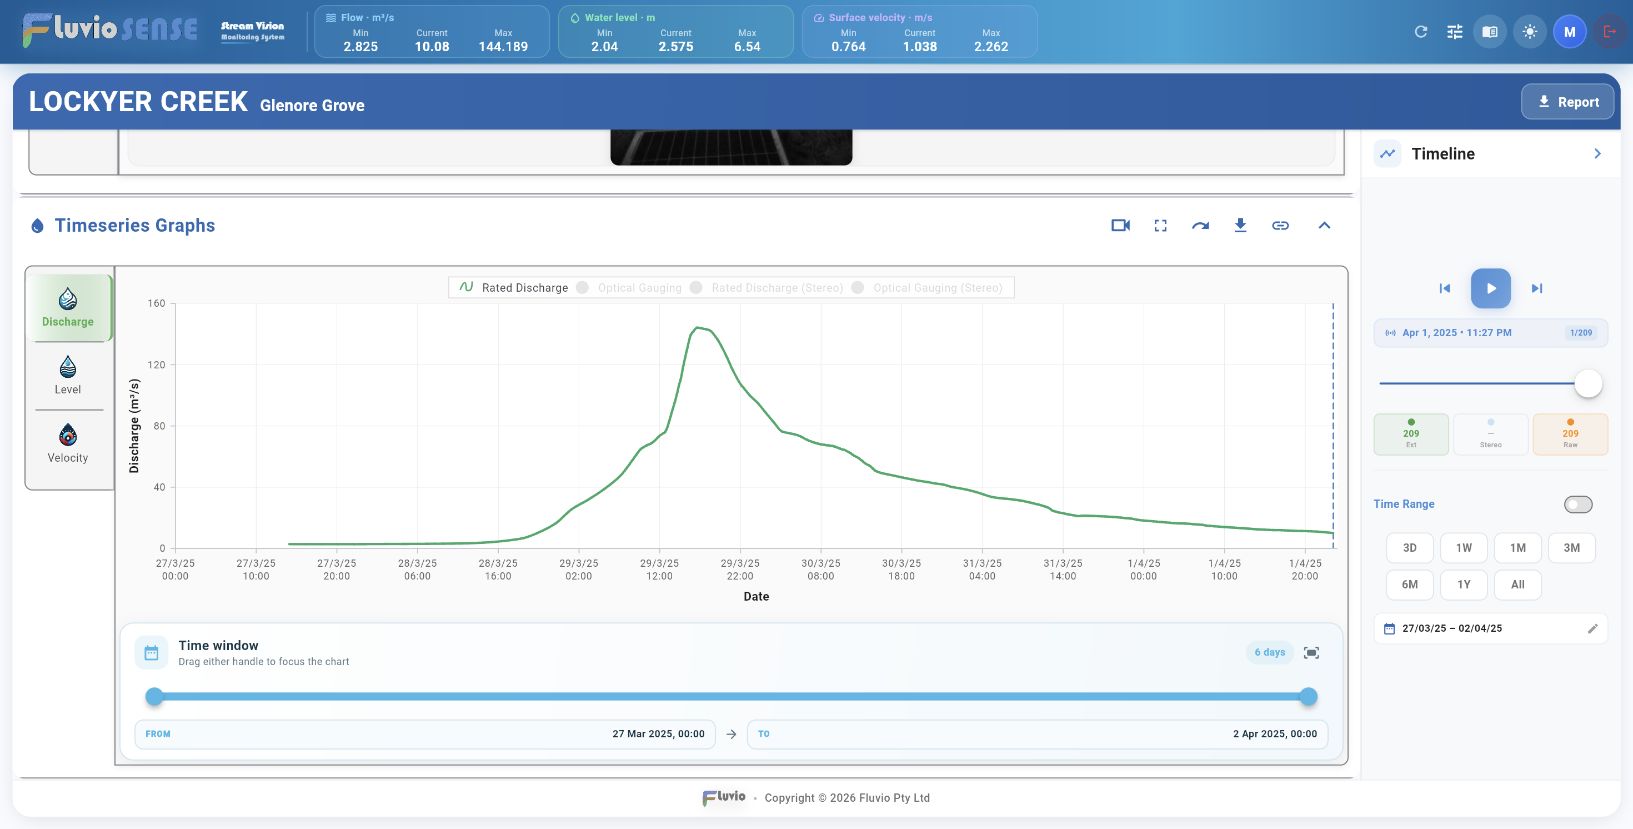 Fluvio SENSE
Stream Vision
Monitoring System
Flow · m³/s
Min Current Max
2.825 10.08 144.189
Water level · m
Min Current Max
2.04 2.575 6.54
Surface velocity · m/s
Min Current Max
0.764 1.038 2.262
M
LOCKYER CREEK Glenore Grove
Report
Timeline
Timeseries Graphs
Discharge
Level
Velocity
Rated Discharge Optical Gauging Rated Discharge (Stereo) Optical Gauging (Stereo)
Discharge (m³/s)
160
120
80
40
0
27/3/25 27/3/25 27/3/25 28/3/25 28/3/25 29/3/25 29/3/25 29/3/25 30/3/25 30/3/25 31/3/25 31/3/25 1/4/25 1/4/25 1/4/25
00:00 10:00 20:00 06:00 16:00 02:00 12:00 22:00 08:00 18:00 04:00 14:00 00:00 10:00 20:00
Date
Time window
Drag either handle to focus the chart
6 days
FROM 27 Mar 2025, 00:00
TO 2 Apr 2025, 00:00
Apr 1, 2025 • 11:27 PM 1/209
209 – 209
Ext Stereo Raw
Time Range
3D 1W 1M 3M
6M 1Y All
27/03/25 – 02/04/25
Fluvio · Copyright © 2026 Fluvio Pty Ltd